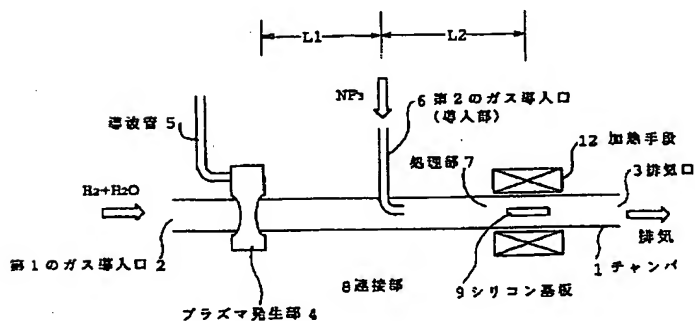 L1
L2
NF3
6 第2のガス導入口
(導入部)
導波管 5
12 加熱手段
処理部 7
3 排気口
H2+H2O
排気
第1のガス導入口 2
1 チャンバ
8 連接部
9 シリコン基板
プラズマ発生部 4